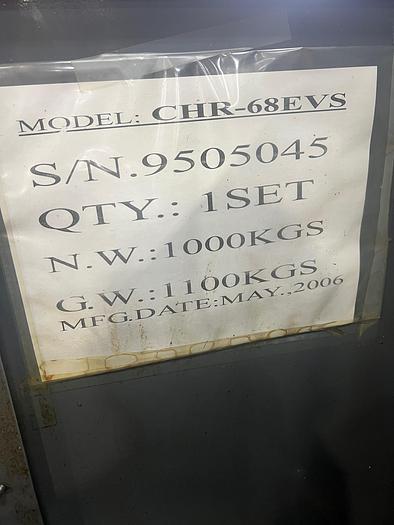 MODEL: CHR-68EVS
S/N.9505045
QTY.: 1SET
N.W.:1000KGS
G.W.:1100KGS
MFG.DATE:MAY.,2006